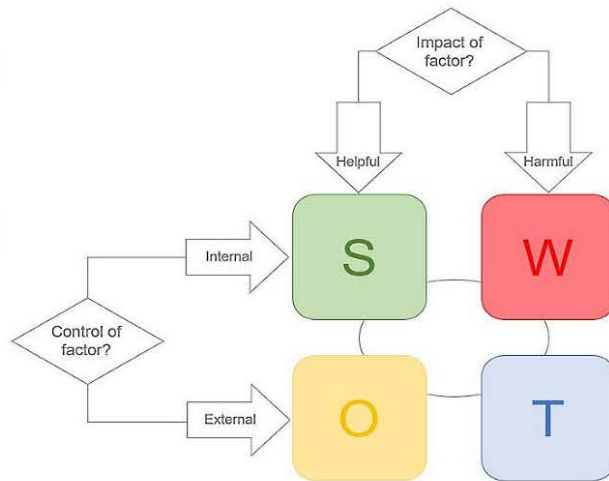 Impact of
factor?
Helpful
Harmful
Internal
S
W
Control of
factor?
External
O
T